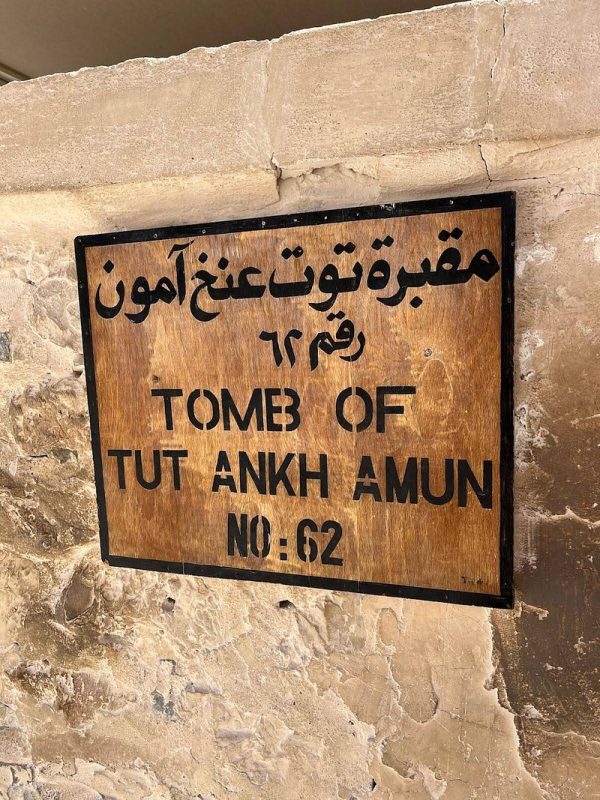 مقبرة توت عنخ آمون
رقم ٦٢
TOMB OF
TUT ANKH AMUN
NO: 62